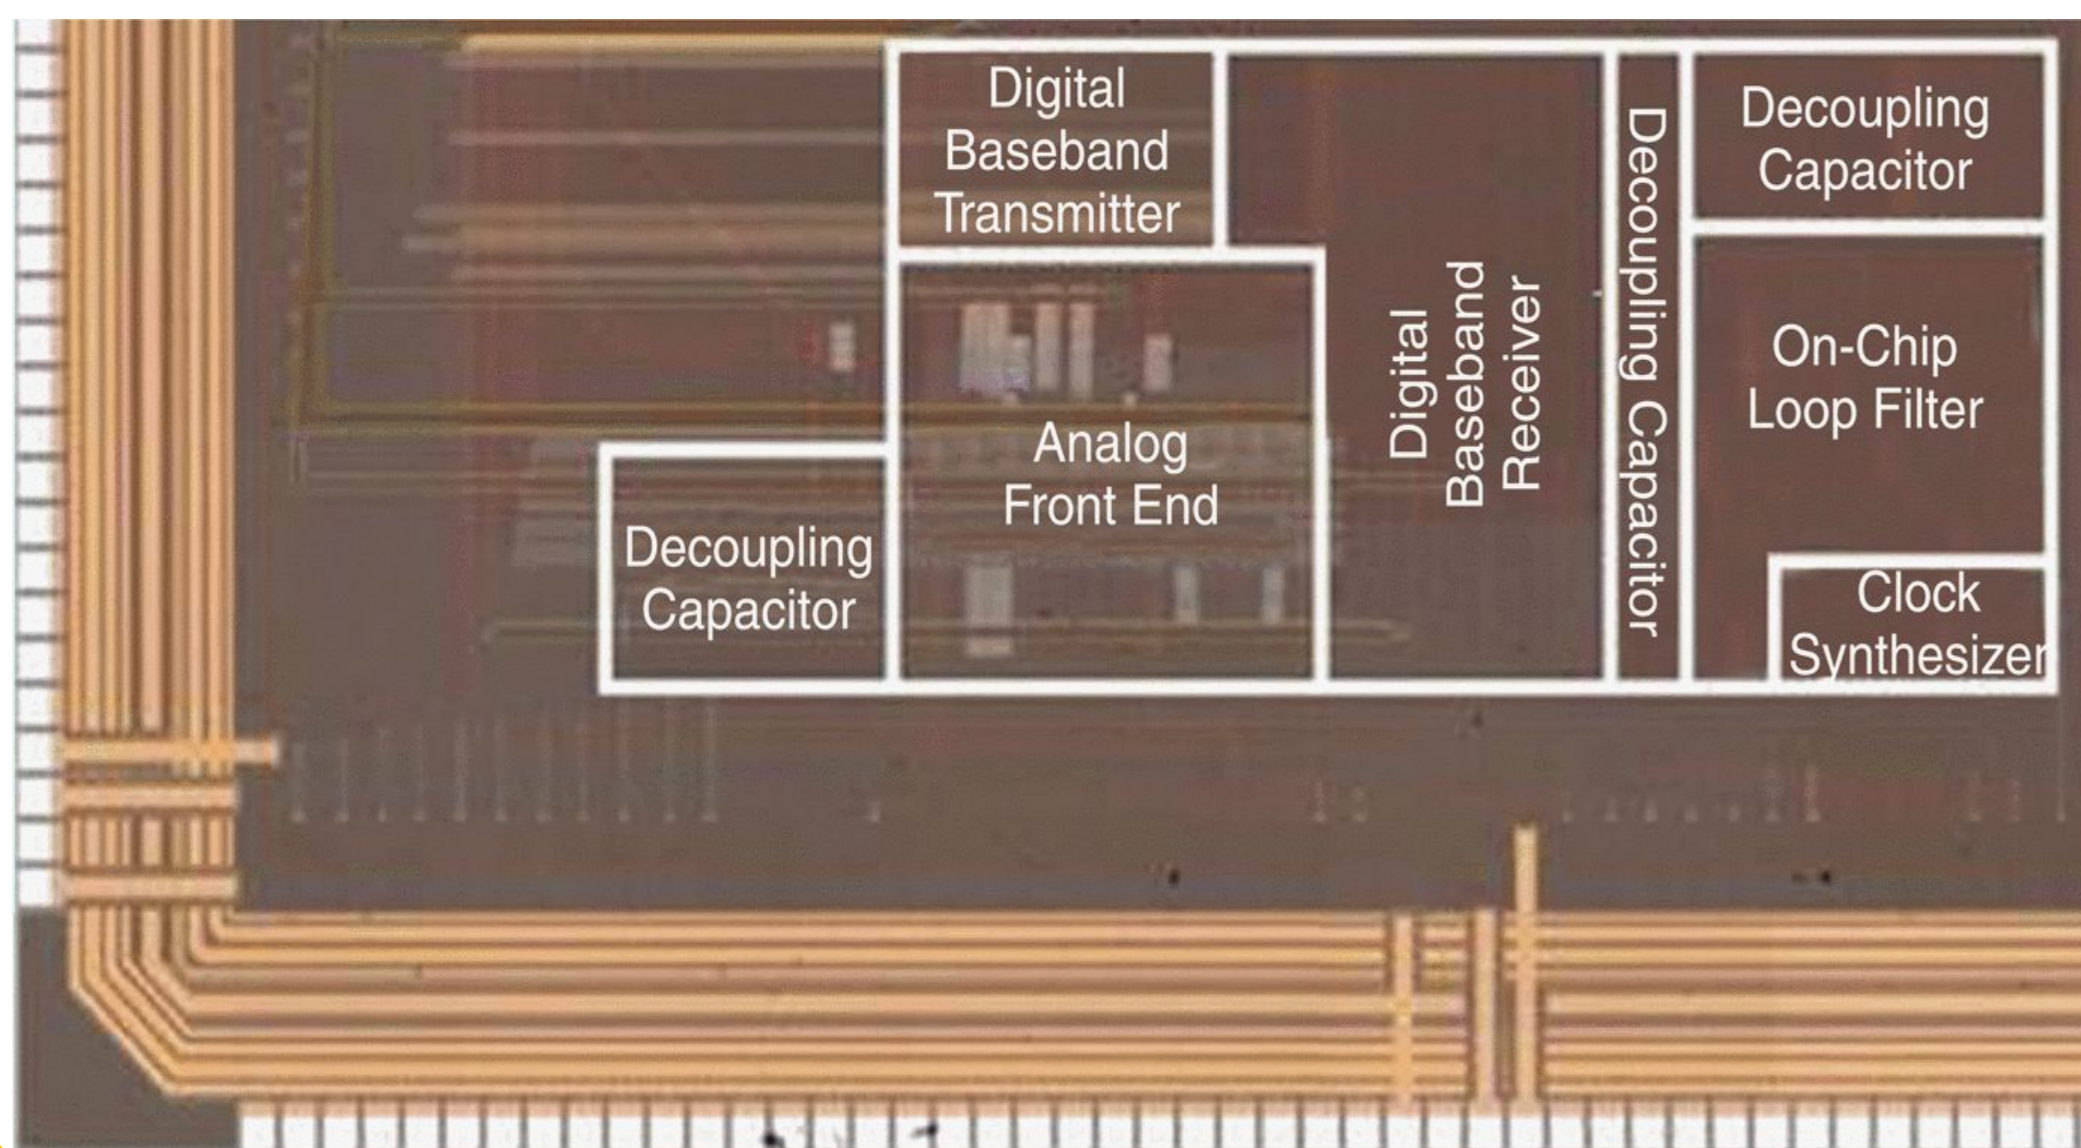 Digital
Baseband
Transmitter
Decoupling
Capacitor
Analog
Front End
Digital
Baseband
Receiver
Decoupling Capacitor
Decoupling
Capacitor
On-Chip
Loop Filter
Clock
Synthesizer